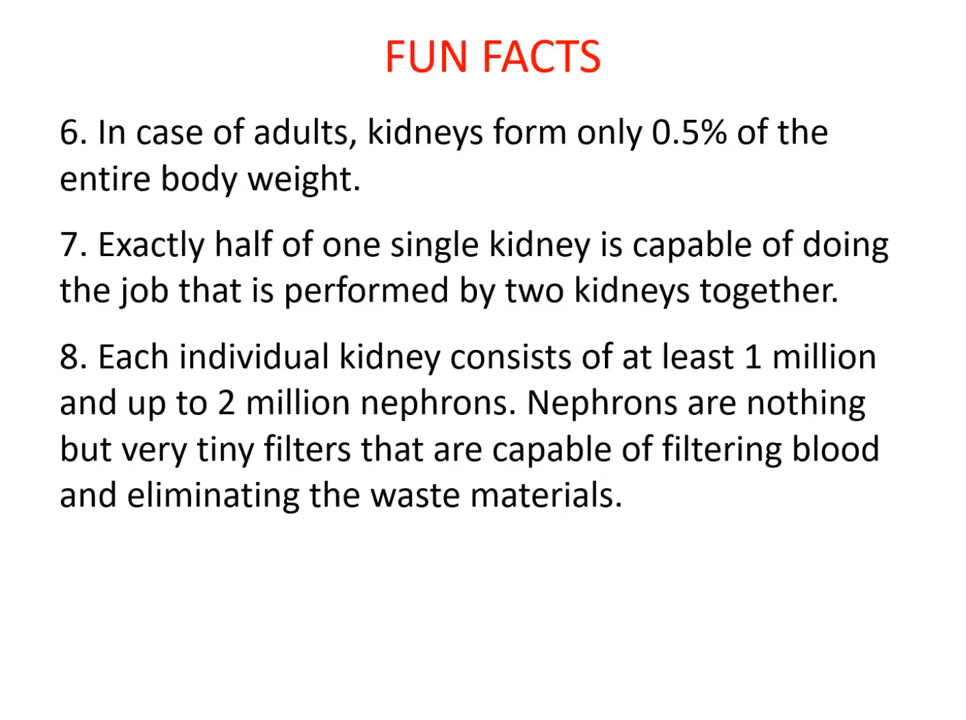 FUN FACTS
6. In case of adults, kidneys form only 0.5% of the
entire body weight.
7. Exactly half of one single kidney is capable of doing
the job that is performed by two kidneys together.
8. Each individual kidney consists of at least 1 million
and up to 2 million nephrons. Nephrons are nothing
but very tiny filters that are capable of filtering blood
and eliminating the waste materials.